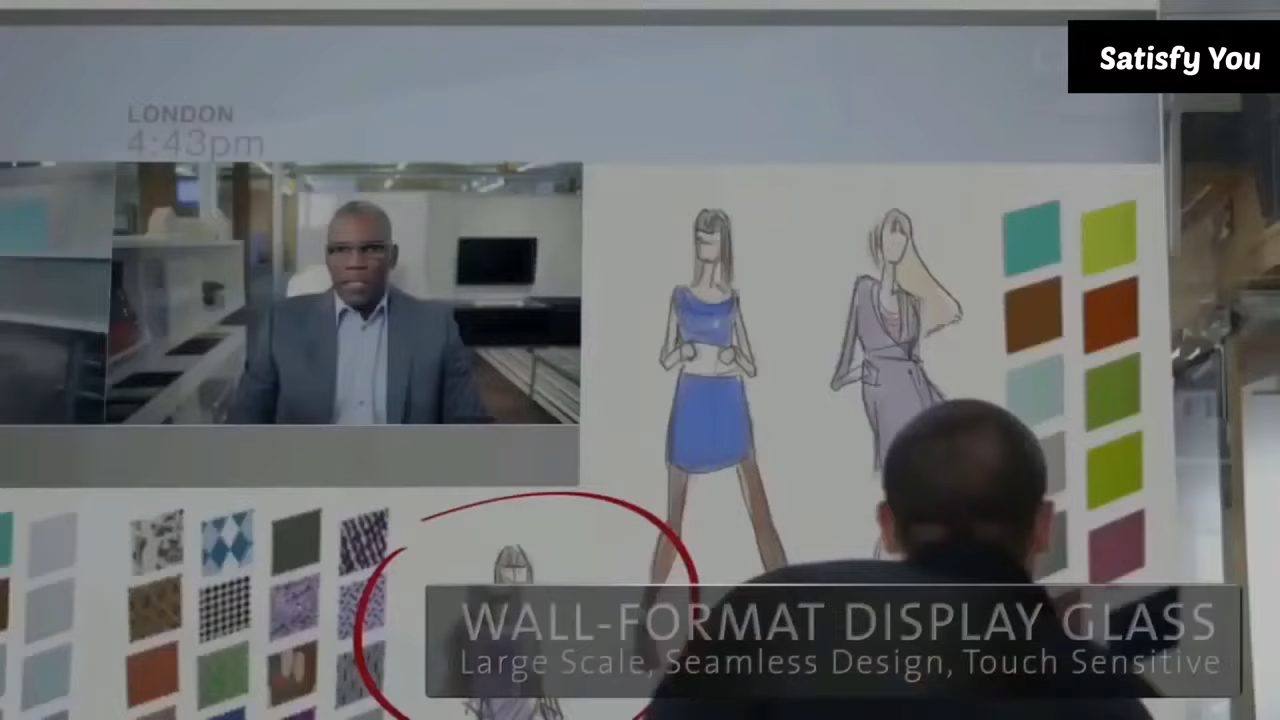 Satisfy You
LONDON
4:43pm
WALL-FORMAT DISPLAY GLASS
Large Scale, Seamless Design, Touch Sensitive